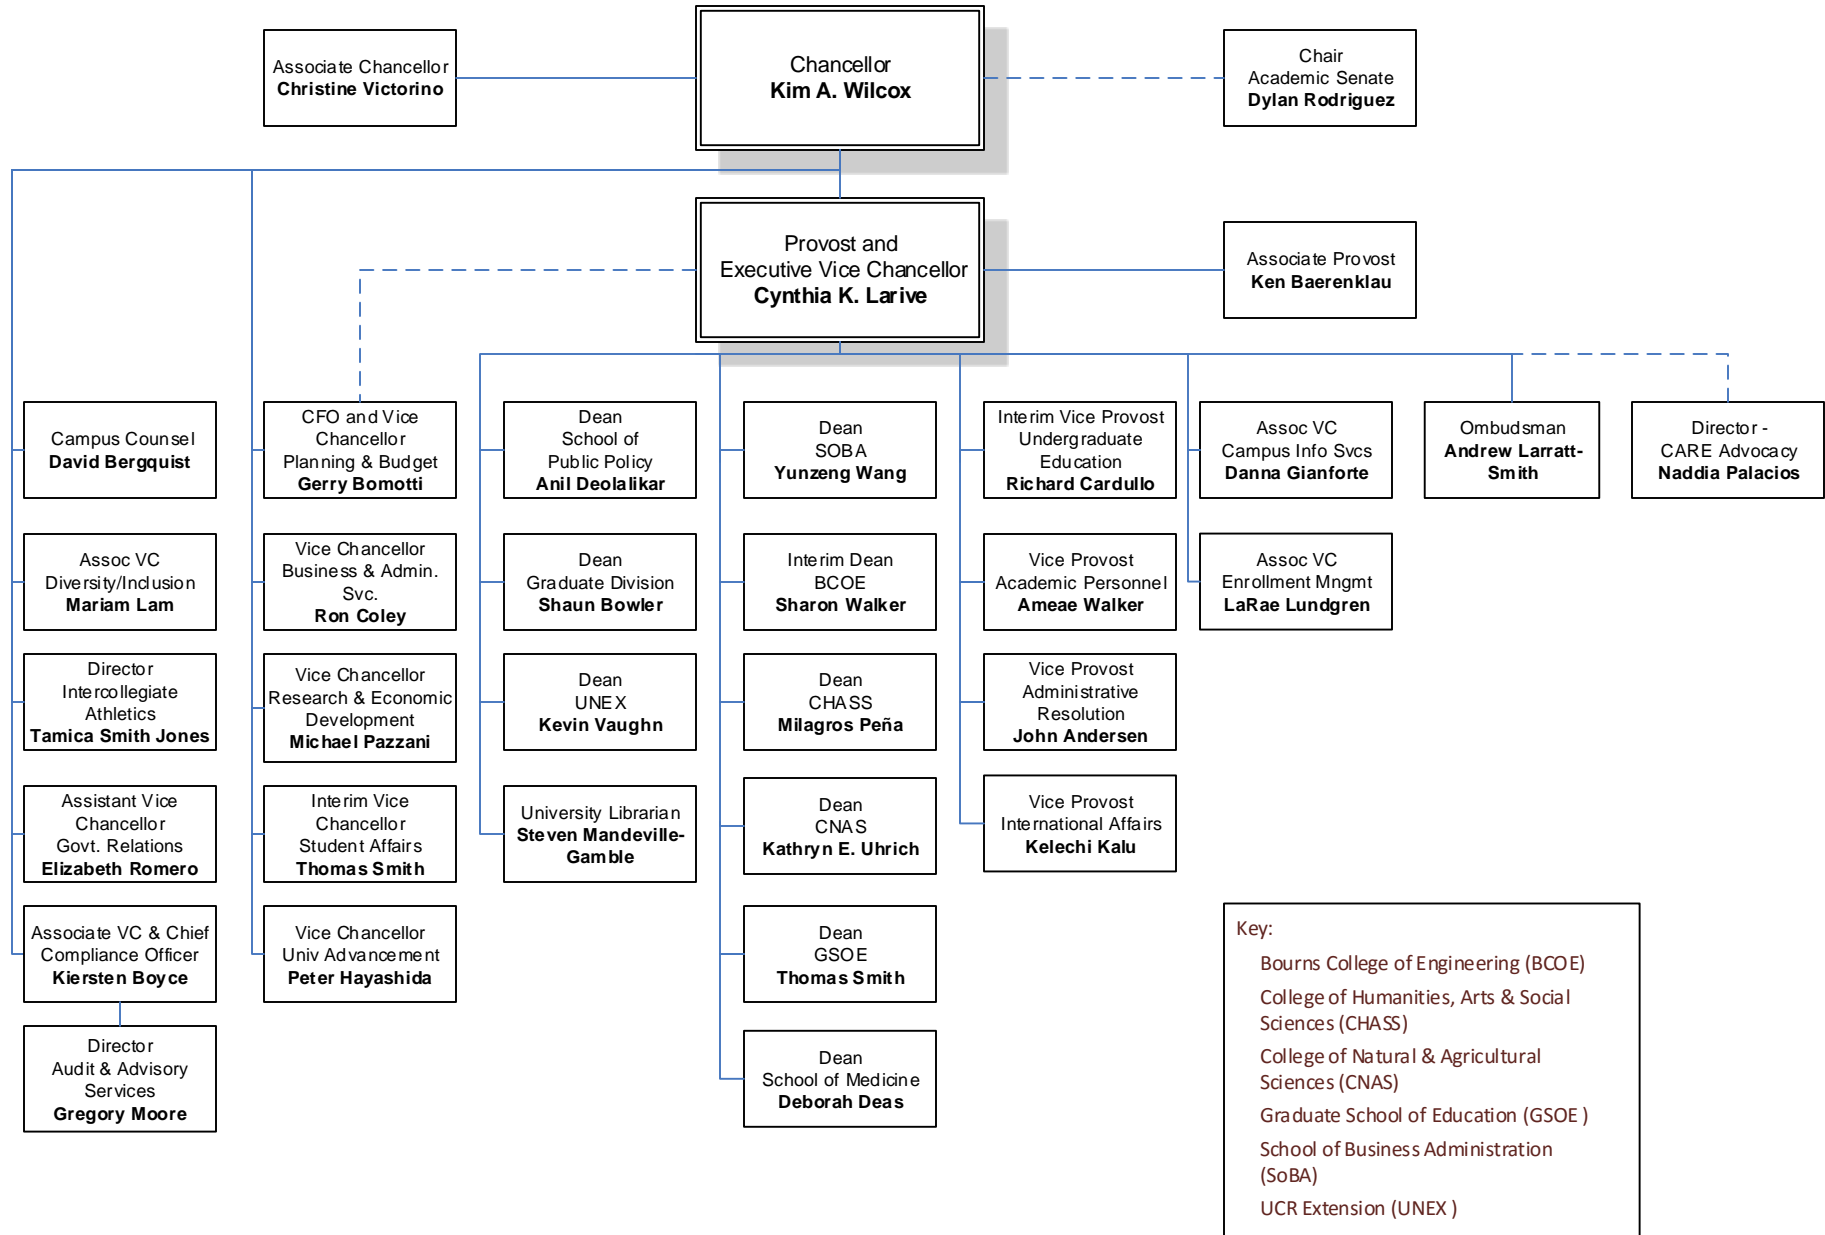 Associate Chancellor
Christine Victorino
Chancellor
Kim A. Wilcox
Chair
Academic Senate
Dylan Rodriguez
Provost and
Executive Vice Chancellor
Cynthia K. Larive
Associate Provost
Ken Baerenklau
Campus Counsel
David Bergquist
CFO and Vice
Chancellor
Planning & Budget
Gerry Bomotti
Dean
School of
Public Policy
Anil Deolalikar
Dean
SOBA
Yunzeng Wang
Interim Vice Provost
Undergraduate
Education
Richard Cardullo
Assoc VC
Campus Info Svcs
Danna Gianforte
Ombudsman
Andrew Larratt-
Smith
Director -
CARE Advocacy
Naddia Palacios
Assoc VC
Diversity/Inclusion
Mariam Lam
Vice Chancellor
Business & Admin.
Svc.
Ron Coley
Dean
Graduate Division
Shaun Bowler
Interim Dean
BCOE
Sharon Walker
Vice Provost
Academic Personnel
Ameae Walker
Assoc VC
Enrollment Mngmt
LaRae Lundgren
Director
Intercollegiate
Athletics
Tamica Smith Jones
Vice Chancellor
Research & Economic
Development
Michael Pazzani
Dean
UNEX
Kevin Vaughn
Dean
CHASS
Milagros Peña
Vice Provost
Administrative
Resolution
John Andersen
Assistant Vice
Chancellor
Govt. Relations
Elizabeth Romero
Interim Vice
Chancellor
Student Affairs
Thomas Smith
University Librarian
Steven Mandeville-
Gamble
Dean
CNAS
Kathryn E. Uhrich
Vice Provost
International Affairs
Kelechi Kalu
Associate VC & Chief
Compliance Officer
Kiersten Boyce
Vice Chancellor
Univ Advancement
Peter Hayashida
Dean
GSOE
Thomas Smith
Director
Audit & Advisory
Services
Gregory Moore
Dean
School of Medicine
Deborah Deas
Key:
Bourns College of Engineering (BCOE)
College of Humanities, Arts & Social
Sciences (CHASS)
College of Natural & Agricultural
Sciences (CNAS)
Graduate School of Education (GSOE )
School of Business Administration
(SoBA)
UCR Extension (UNEX )